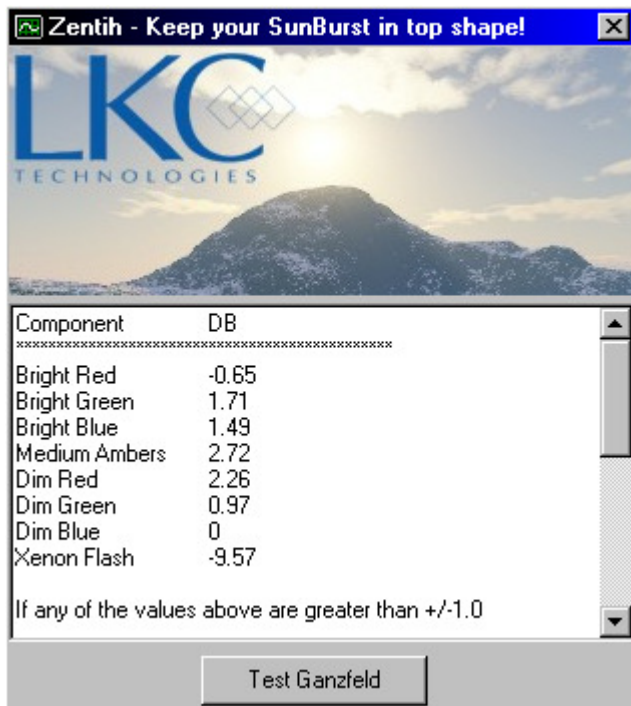 Zentih - Keep your SunBurst in top shape!
LKC
TECHNOLOGIES
Component DB
***********************************************
Bright Red -0.65
Bright Green 1.71
Bright Blue 1.49
Medium Ambers 2.72
Dim Red 2.26
Dim Green 0.97
Dim Blue 0
Xenon Flash -9.57
If any of the values above are greater than +/-1.0
Test Ganzfeld